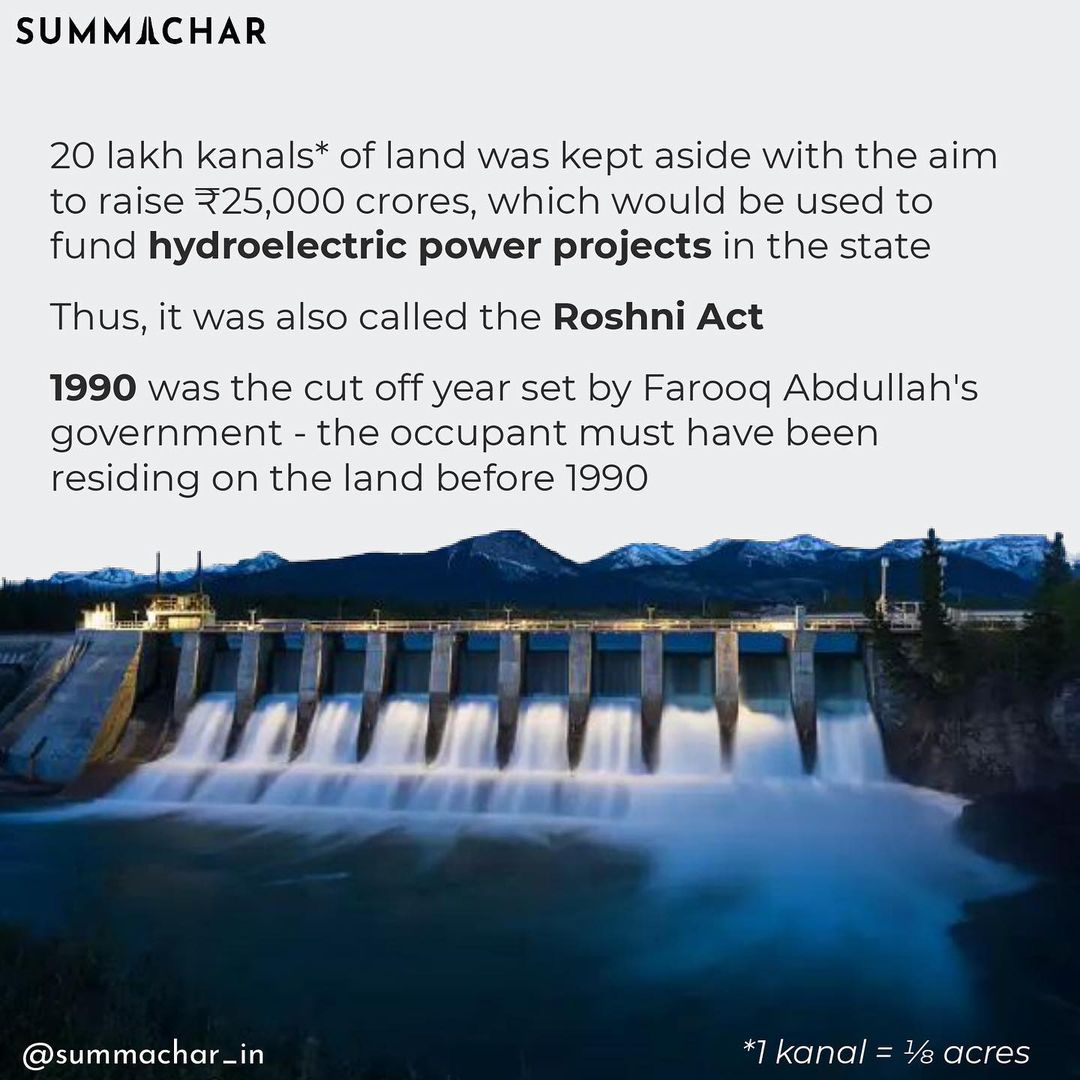 SUMMACHAR
20 lakh kanals* of land was kept aside with the aim
to raise ₹25,000 crores, which would be used to
fund hydroelectric power projects in the state
Thus, it was also called the Roshni Act
1990 was the cut off year set by Farooq Abdullah's
government - the occupant must have been
residing on the land before 1990
@summachar_in
*1 kanal = ⅛ acres